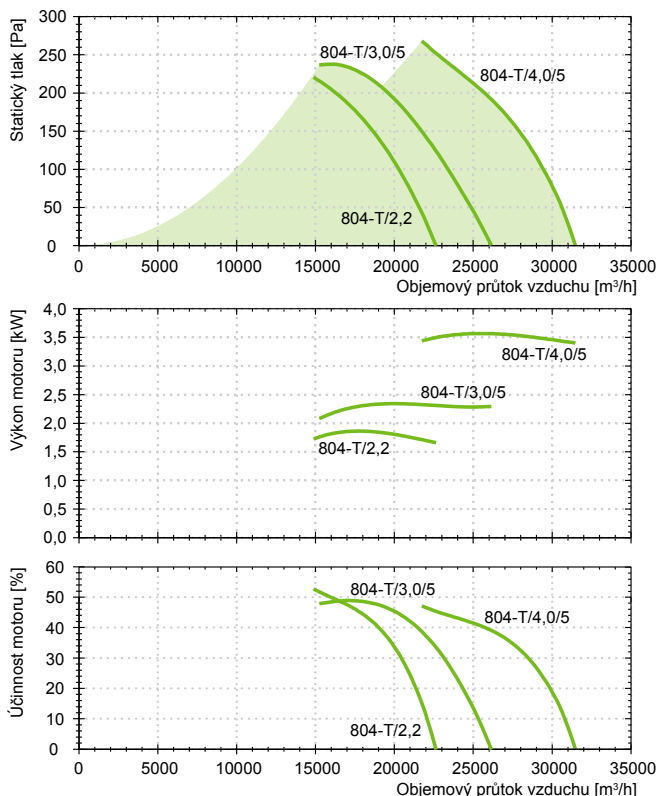 Statický tlak [Pa]
300
250
200
150
100
50
0
804-T/3,0/5
804-T/4,0/5
804-T/2,2
0 5000 10000 15000 20000 25000 30000 35000
Objemový průtok vzduchu [m³/h]
Výkon motoru [kW]
4,0
3,5
3,0
2,5
2,0
1,5
1,0
0,5
0,0
804-T/4,0/5
804-T/3,0/5
804-T/2,2
Účinnost motoru [%]
60
50
40
30
20
10
0
804-T/3,0/5
804-T/4,0/5
804-T/2,2
0 5000 10000 15000 20000 25000 30000 35000
Objemový průtok vzduchu [m³/h]